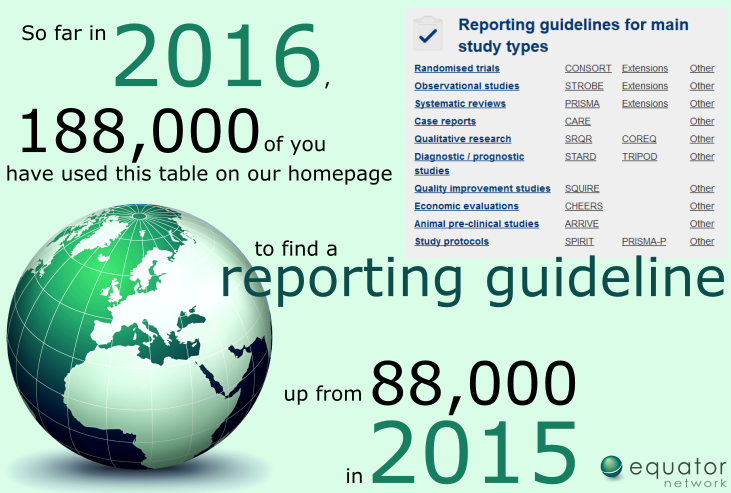 So far in 2016,
188,000 of you
have used this table on our homepage
Reporting guidelines for main
study types
Randomised trials CONSORT Extensions Other
Observational studies STROBE Extensions Other
Systematic reviews PRISMA Extensions Other
Case reports CARE Other
Qualitative research SRQR COREQ Other
Diagnostic / prognostic
studies STARD TRIPOD Other
Quality improvement studies SQUIRE Other
Economic evaluations CHEERS Other
Animal pre-clinical studies ARRIVE Other
Study protocols SPIRIT PRISMA-P Other
to find a
reporting guideline
up from 88,000
in 2015
equator
network